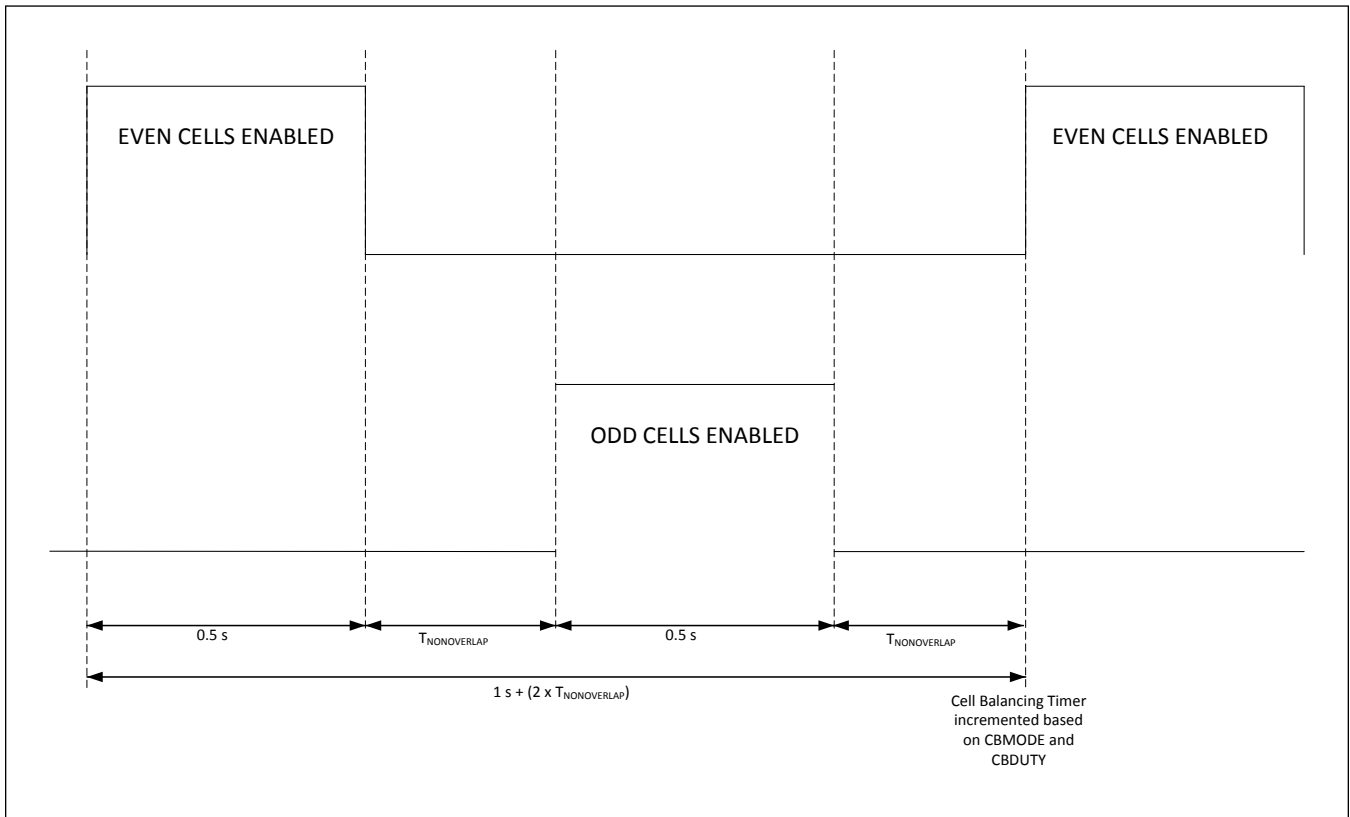 EVEN CELLS ENABLED
EVEN CELLS ENABLED
ODD CELLS ENABLED
0.5 s
TNONOVERLAP
0.5 s
TNONOVERLAP
1 s + (2 x TNONOVERLAP)
Cell Balancing Timer
incremented based
on CBMODE and
CBDUTY